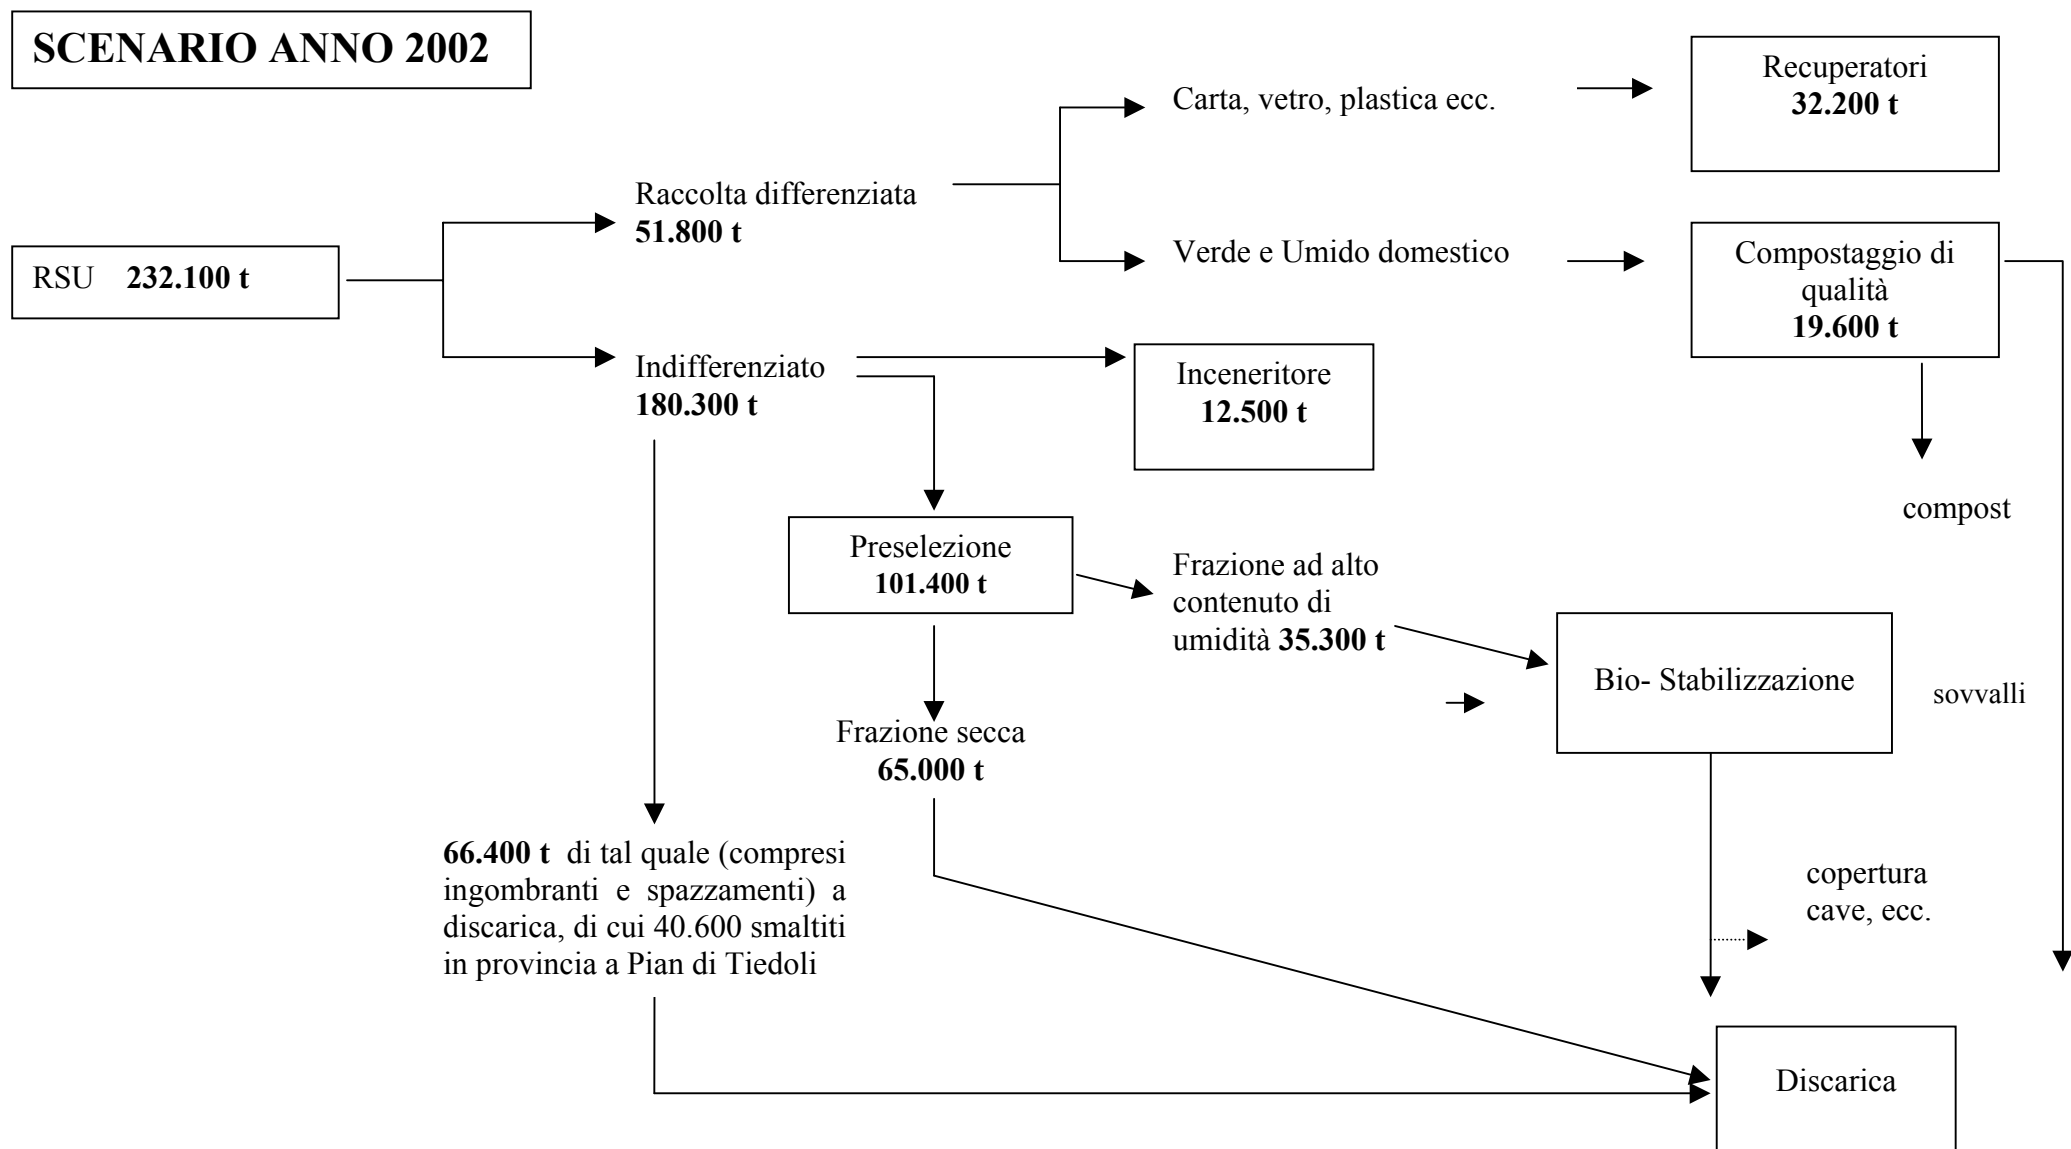 SCENARIO ANNO 2002
Recuperatori
32.200 t
Carta, vetro, plastica ecc.
Raccolta differenziata
51.800 t
Verde e Umido domestico
Compostaggio di
qualità
19.600 t
RSU 232.100 t
Indifferenziato
180.300 t
Inceneritore
12.500 t
compost
Preselezione
101.400 t
Frazione ad alto
contenuto di
umidità 35.300 t
Bio- Stabilizzazione
sovvalli
Frazione secca
65.000 t
66.400 t di tal quale (compresi
ingombranti e spazzamenti) a
discarica, di cui 40.600 smaltiti
in provincia a Pian di Tiedoli
copertura
cave, ecc.
Discarica